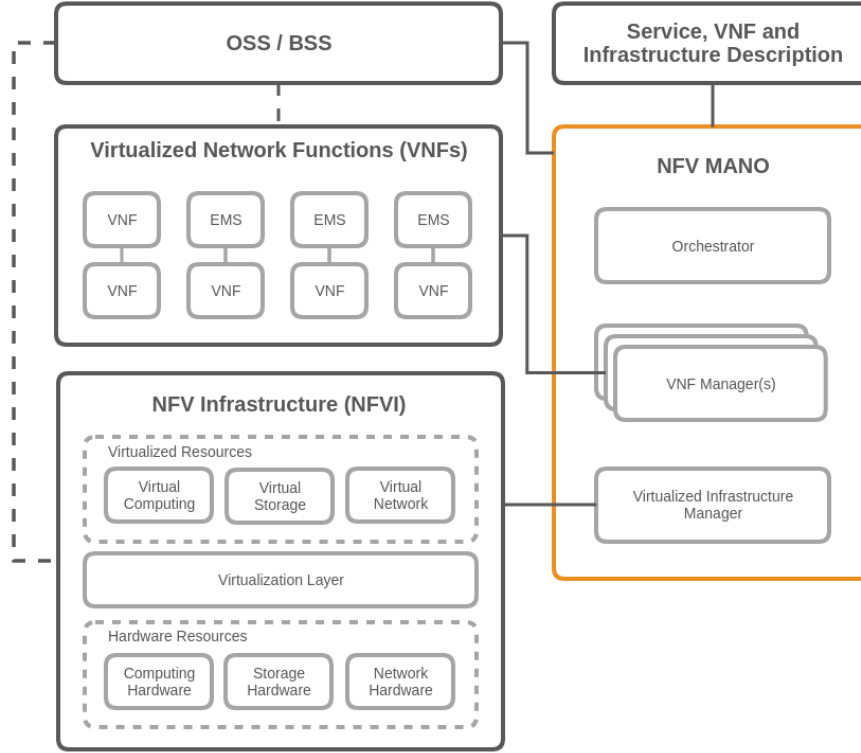 OSS / BSS
Service, VNF and
Infrastructure Description
Virtualized Network Functions (VNFs)
VNF
EMS
EMS
EMS
VNF
VNF
VNF
VNF
NFV MANO
Orchestrator
VNF Manager(s)
Virtualized Infrastructure
Manager
NFV Infrastructure (NFVI)
Virtualized Resources
Virtual
Computing
Virtual
Storage
Virtual
Network
Virtualization Layer
Hardware Resources
Computing
Hardware
Storage
Hardware
Network
Hardware